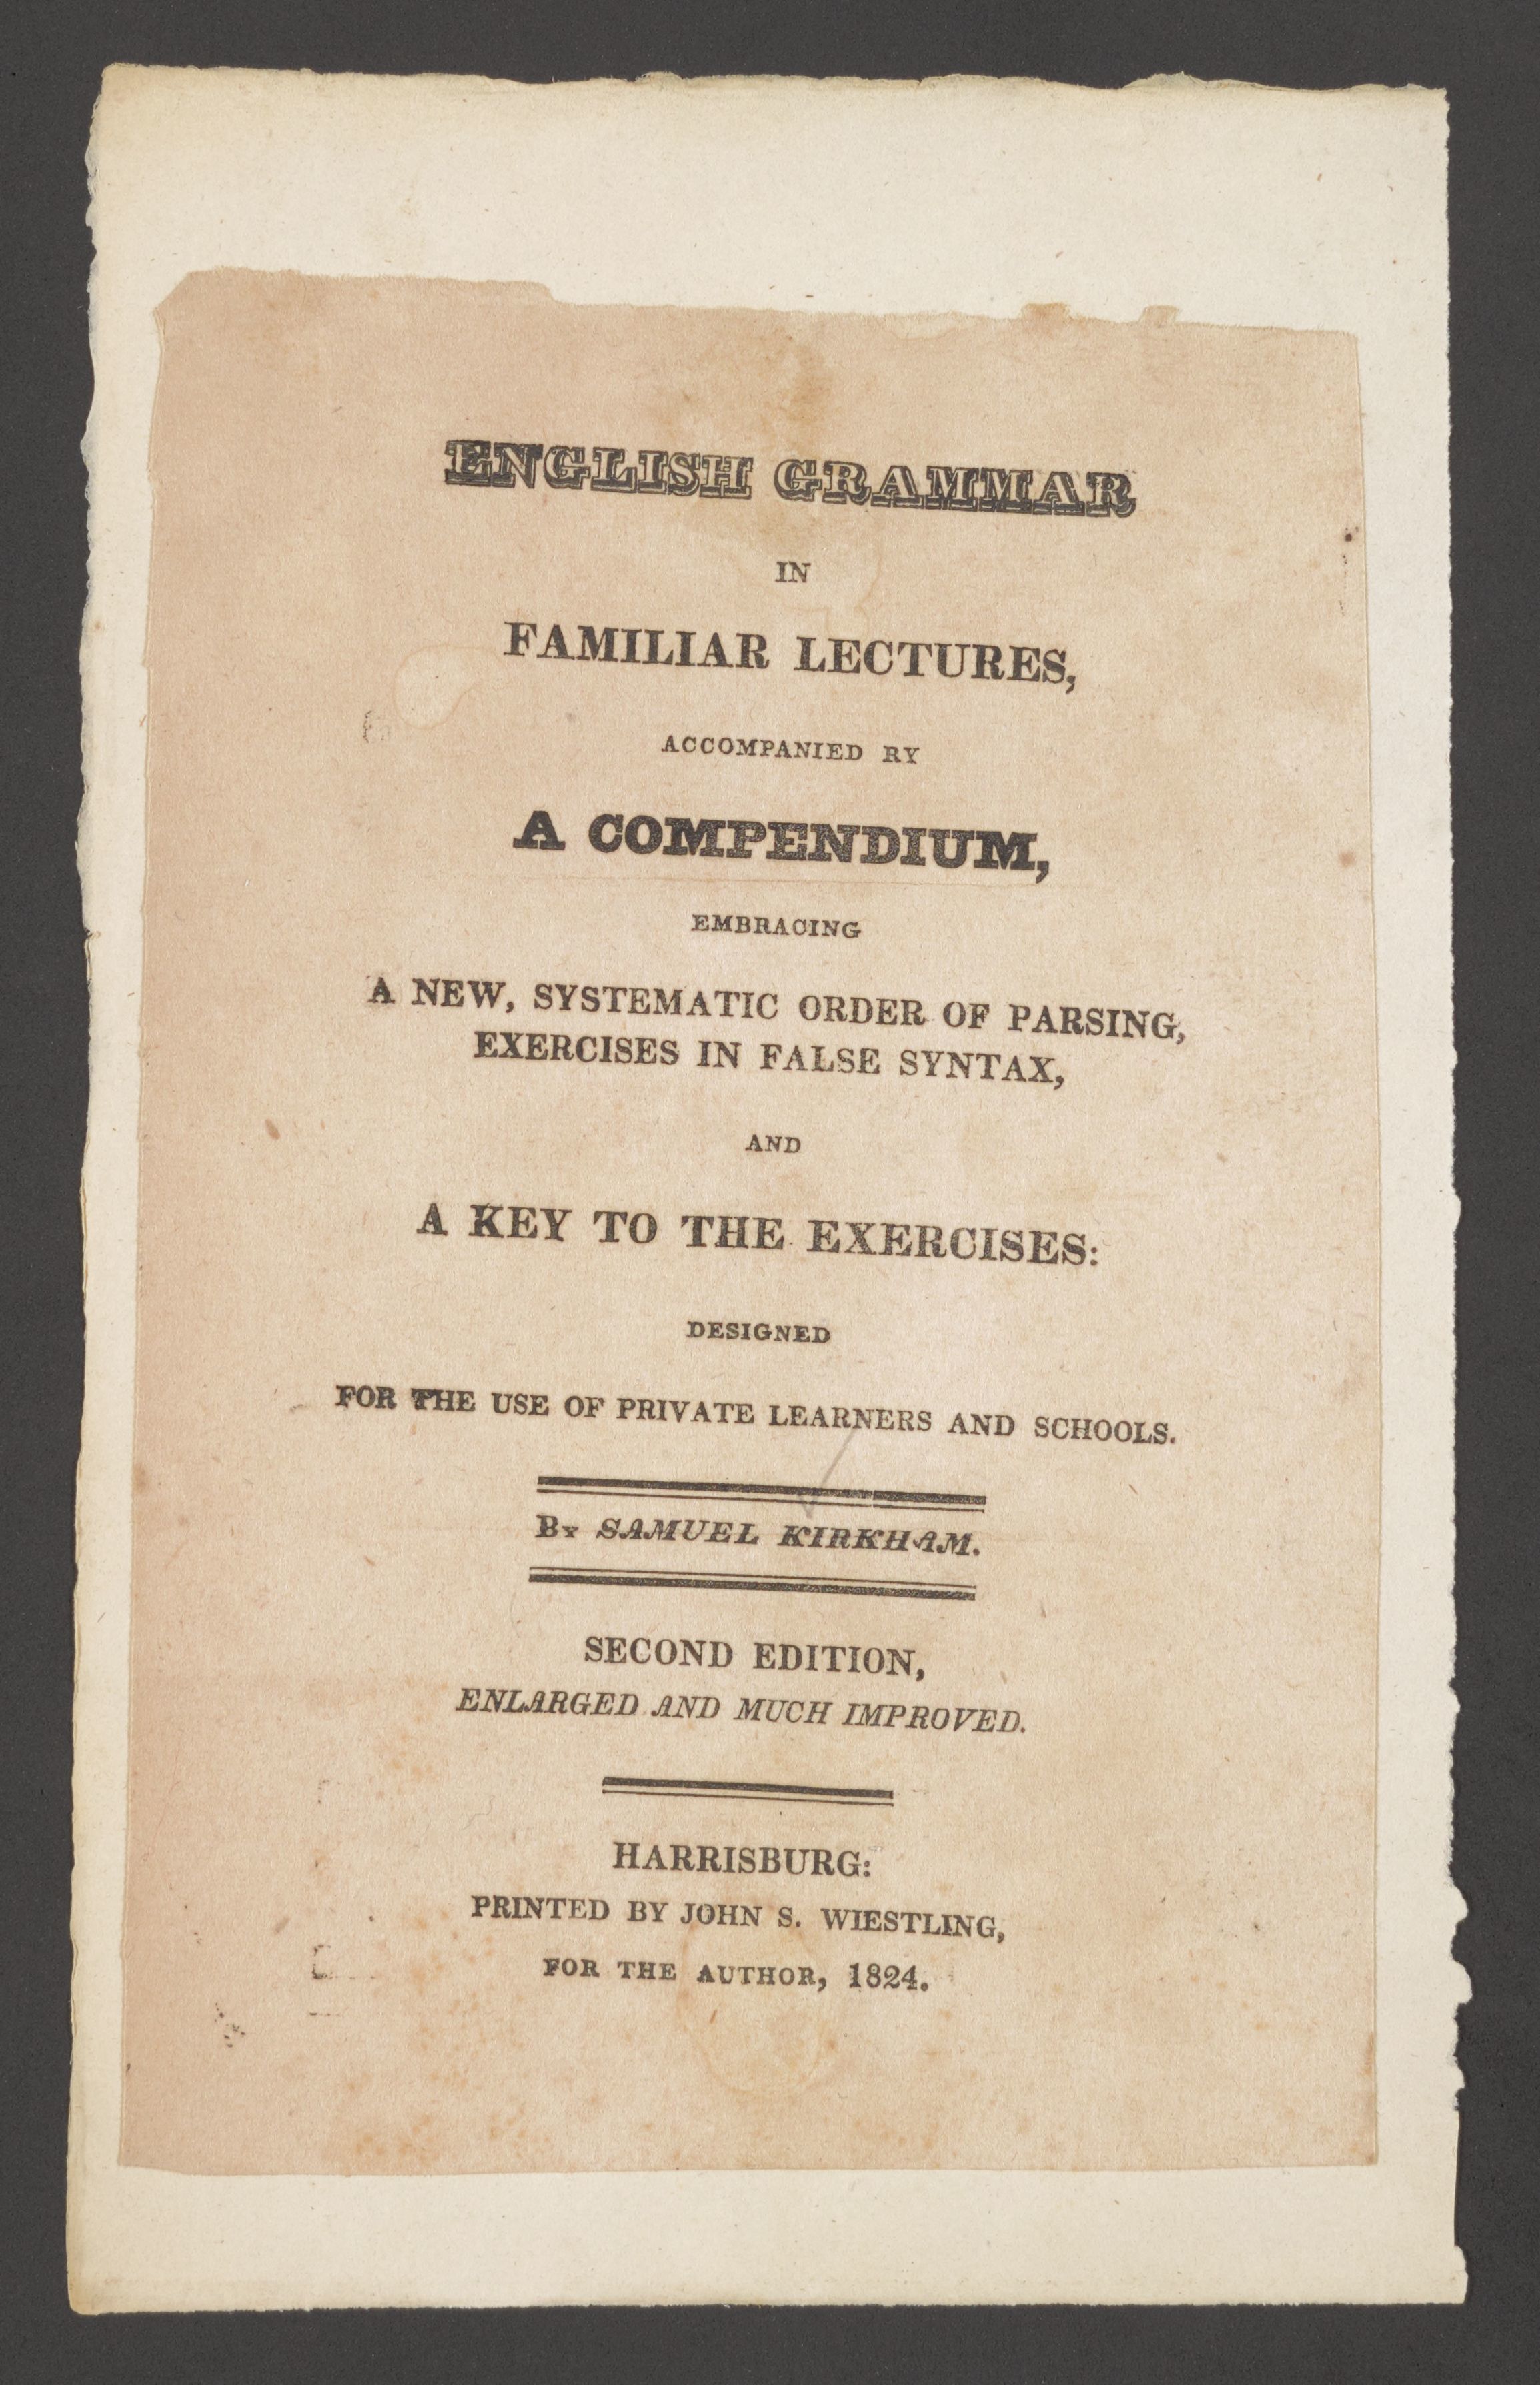 ENGLISH GRAMMAR
IN
FAMILIAR LECTURES,
ACCOMPANIED RY
A COMPENDIUM,
EMBRACING
A NEW, SYSTEMATIC ORDER OF PARSING,
EXERCISES IN FALSE SYNTAX,
AND
A KEY TO THE EXERCISES:
DESIGNED
FOR THE USE OF PRIVATE LEARNERS AND SCHOOLS.
BY SAMUEL KIRKHAM.
SECOND EDITION,
ENLARGED AND MUCH IMPROVED.
HARRISBURG:
PRINTED BY JOHN S. WIESTLING,
FOR THE AUTHOR, 1824.